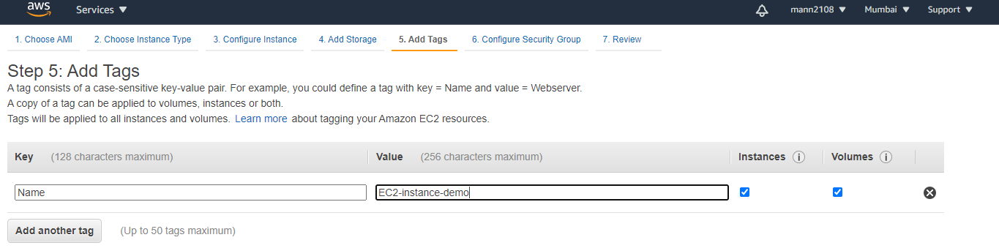 aws Services mann2108 Mumbai Support
1. Choose AMI 2. Choose Instance Type 3. Configure Instance 4. Add Storage 5. Add Tags 6. Configure Security Group 7. Review
Step 5: Add Tags
A tag consists of a case-sensitive key-value pair. For example, you could define a tag with key = Name and value = Webserver.
A copy of a tag can be applied to volumes, instances or both.
Tags will be applied to all instances and volumes. Learn more about tagging your Amazon EC2 resources.
Key (128 characters maximum) Value (256 characters maximum) Instances i Volumes i
Name EC2-instance-demo
Add another tag (Up to 50 tags maximum)